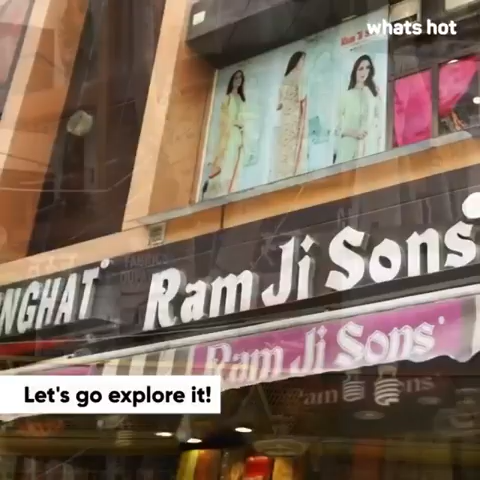 whats hot
NGHAT
Ram Ji Sons
Ram Ji Sons
Let's go explore it!